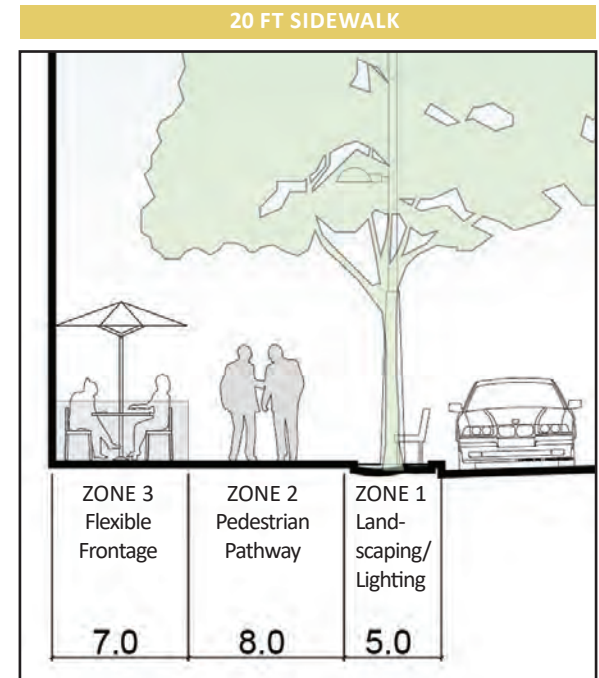 20 FT SIDEWALK
ZONE 3
Flexible
Frontage
ZONE 2
Pedestrian
Pathway
ZONE 1
Land-
scaping/
Lighting
7.0
8.0
5.0